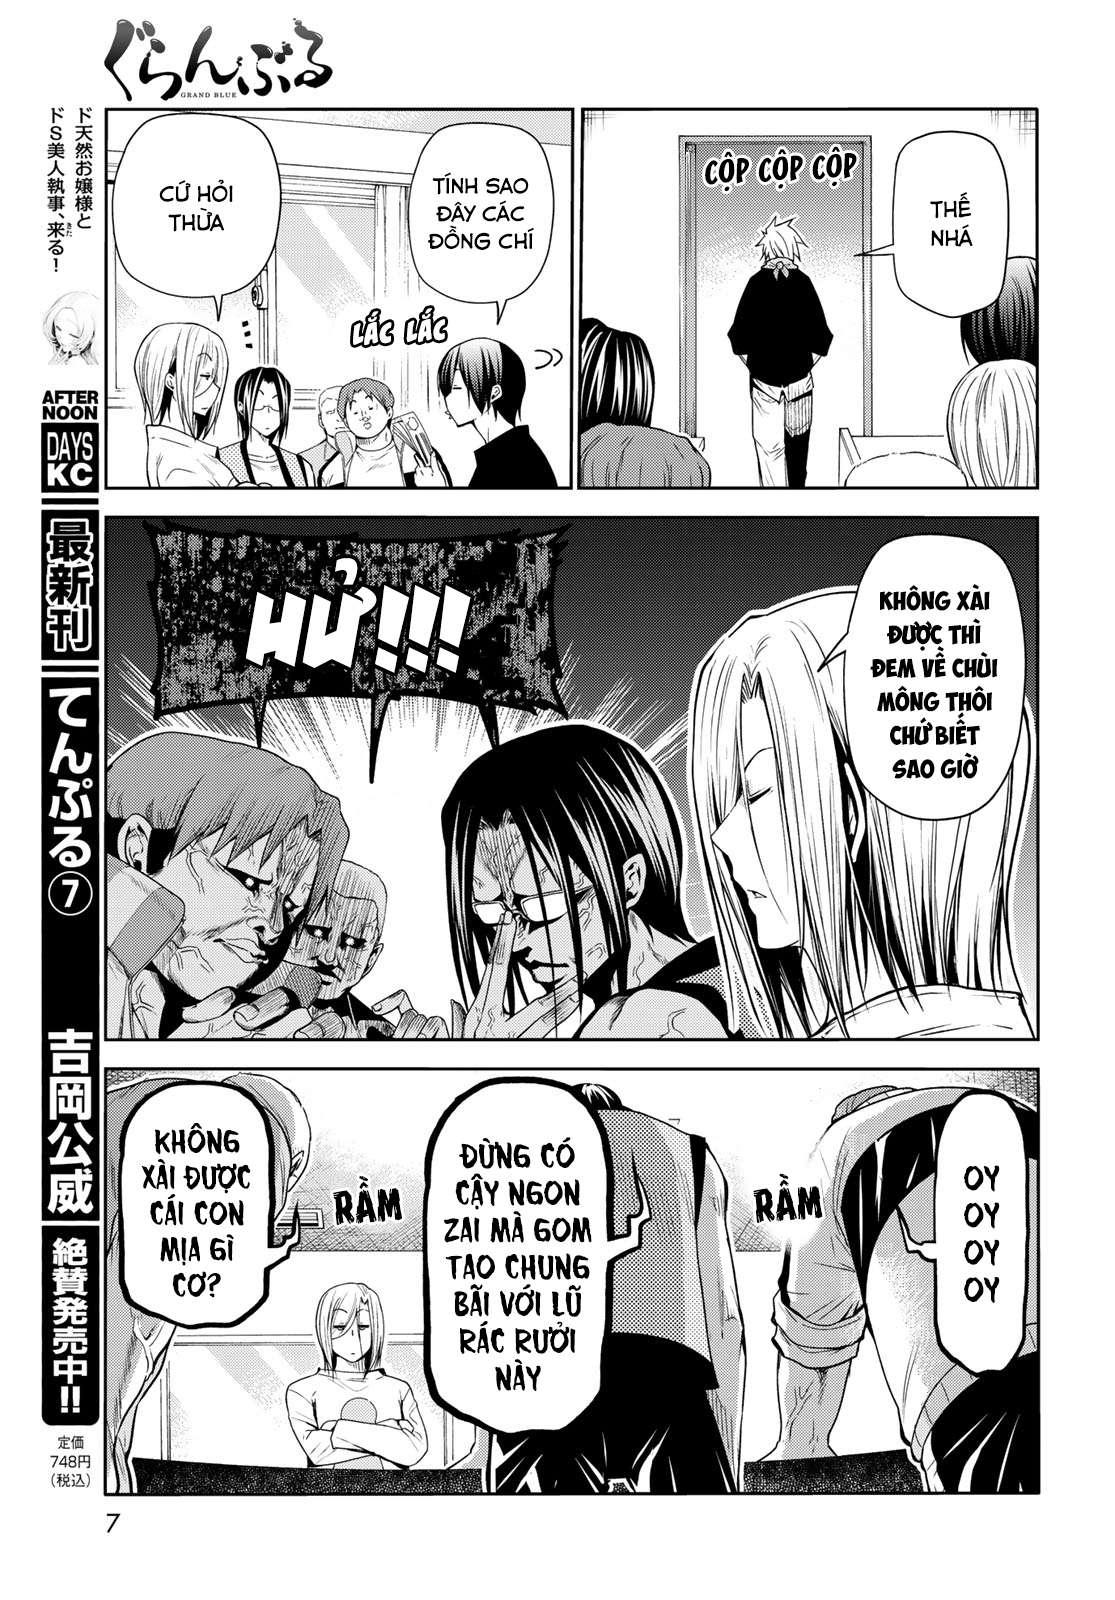 ぐらんぶる
GRAND BLUE
CỘP CỘP CỘP
THẾ
NHÁ
TÍNH SAO
ĐÂY CÁC
ĐỒNG CHÍ
LẮC LẮC
CỨ HỎI
THỪA
KHÔNG XÀI
ĐƯỢC THÌ
ĐEM VỀ CHÙI
MÔNG THÔI
CHỨ BIẾT
SAO GIỜ
HỬ!!!
OY
OY
OY
OY
RẦM
ĐỪNG CÓ
CẬY NGON
ZAI MÀ GOM
TAO CHUNG
BÃI VỚI LŨ
RÁC RƯỞI
NÀY
RẦM
KHÔNG
XÀI ĐƯỢC
CÁI CON
MỊA GÌ
CƠ?
ド天然お嬢様と
ドS美人執事、来る!
きた
AFTER
NOON
DAYS
KC
最新刊
てんぷる⑦
吉岡公威
絶賛発売中!!
定価
748円
(税込)
7